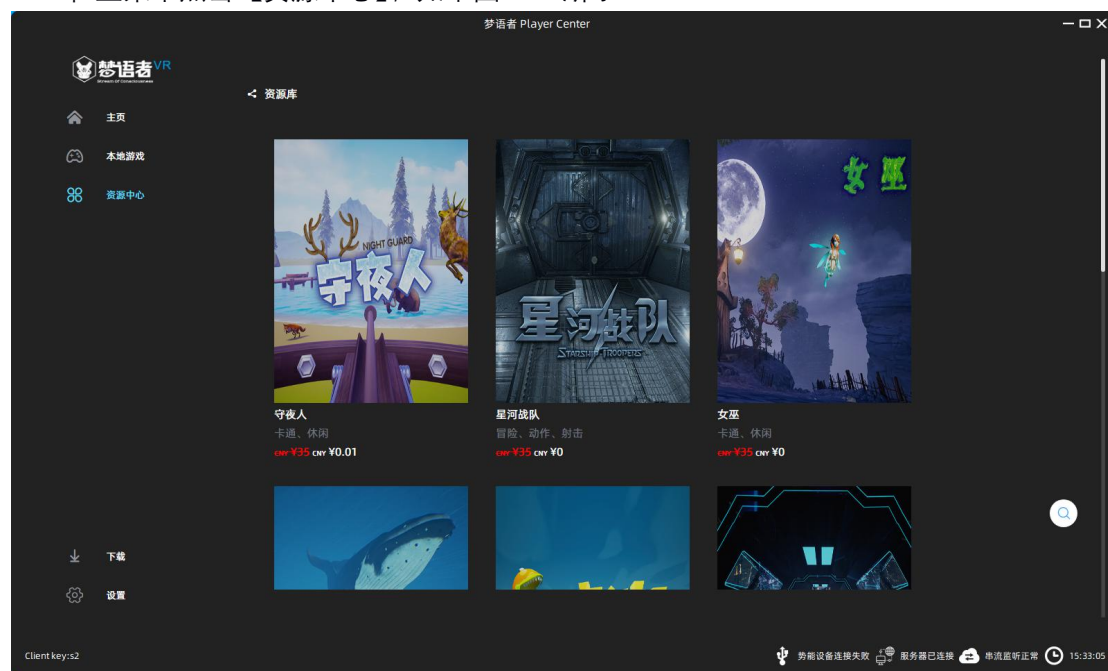 梦语者 Player Center
梦语者VR
Stream of Consciousness
资源库
主页
本地游戏
资源中心
NIGHT GUARD
守夜人
星河战队
STARSHIP TROOPERS
女巫
守夜人
卡通、休闲
CNY ¥35 CNY ¥0.01
星河战队
冒险、动作、射击
CNY ¥35 CNY ¥0
女巫
卡通、休闲
CNY ¥35 CNY ¥0
下载
设置
Client key:s2
势能设备连接失败
服务器已连接
串流监听正常
15:33:05